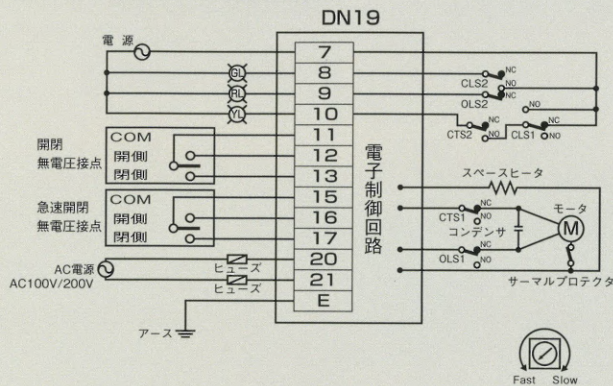 DN19
電 源
7
GL
8
NC
CLS2
NO
RL
9
NC
OLS2
NO
YL
10
NC
CTS2
NO
NO
NC
CLS1
NO
開閉
無電圧接点
COM
開側
閉側
11
12
13
急速開閉
無電圧接点
COM
開側
閉側
15
16
17
AC電源
AC100V/200V
ヒューズ
ヒューズ
20
21
アース
E
電子制御回路
スペースヒータ
CTS1
NC
NO
コンデンサ
OLS1
NC
NO
モータ
M
サーマルプロテクタ
Fast
Slow